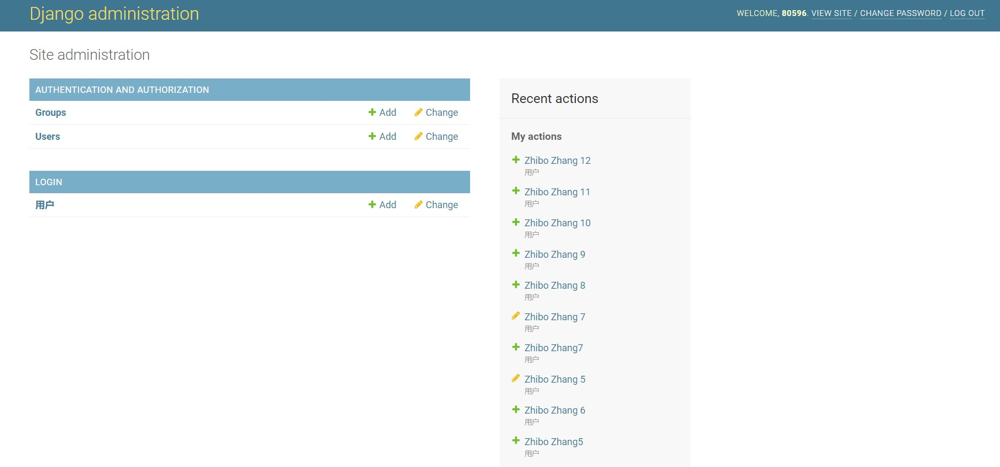 Django administration
WELCOME, 80596. VIEW SITE / CHANGE PASSWORD / LOG OUT
Site administration
AUTHENTICATION AND AUTHORIZATION
Groups Add Change
Users Add Change
LOGIN
用户 Add Change
Recent actions
My actions
Zhibo Zhang 12
用户
Zhibo Zhang 11
用户
Zhibo Zhang 10
用户
Zhibo Zhang 9
用户
Zhibo Zhang 8
用户
Zhibo Zhang 7
用户
Zhibo Zhang7
用户
Zhibo Zhang 5
用户
Zhibo Zhang 6
用户
Zhibo Zhang5
用户